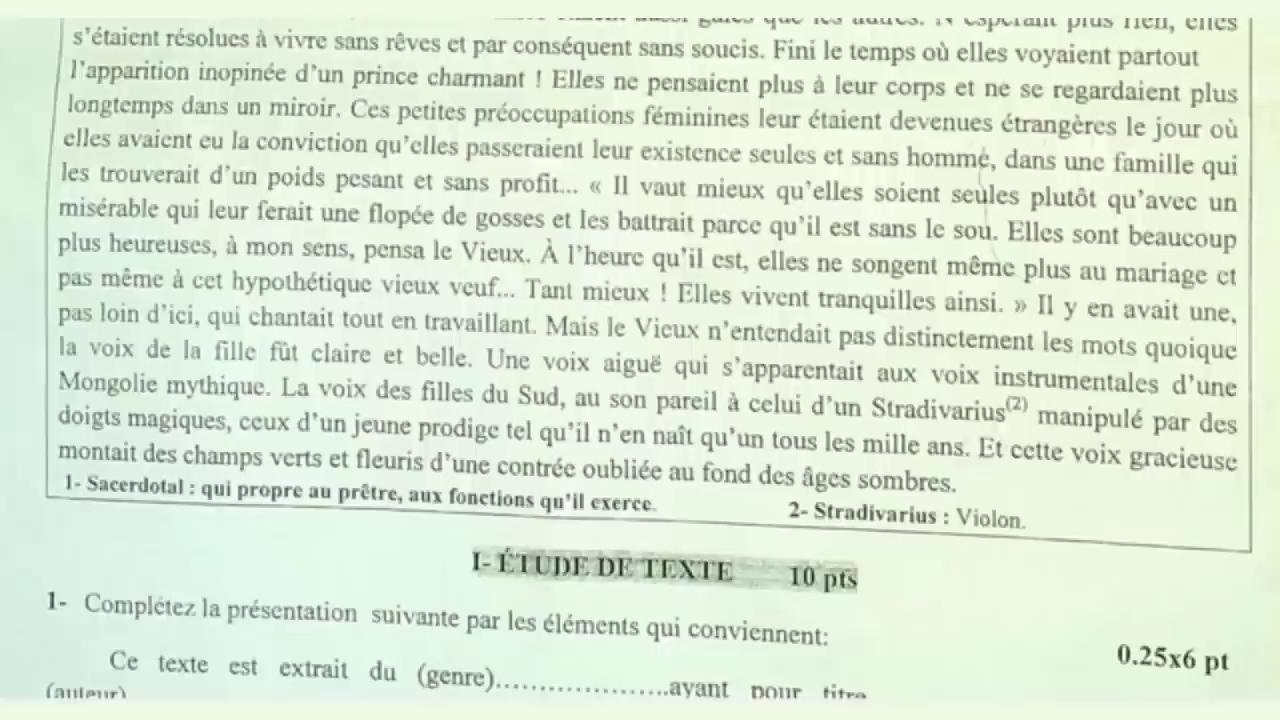 gaies que les autres. N'espérant plus rien, elles
s'étaient résolues à vivre sans rêves et par conséquent sans soucis. Fini le temps où elles voyaient partout
l'apparition inopinée d'un prince charmant ! Elles ne pensaient plus à leur corps et ne se regardaient plus
longtemps dans un miroir. Ces petites préoccupations féminines leur étaient devenues étrangères le jour où
elles avaient eu la conviction qu'elles passeraient leur existence seules et sans homme, dans une famille qui
les trouverait d'un poids pesant et sans profit... « Il vaut mieux qu'elles soient seules plutôt qu'avec un
misérable qui leur ferait une flopée de gosses et les battrait parce qu'il est sans le sou. Elles sont beaucoup
plus heureuses, à mon sens, pensa le Vieux. À l'heure qu'il est, elles ne songent même plus au mariage et
pas même à cet hypothétique vieux veuf... Tant mieux ! Elles vivent tranquilles ainsi. » Il y en avait une,
pas loin d'ici, qui chantait tout en travaillant. Mais le Vieux n'entendait pas distinctement les mots quoique
la voix de la fille fût claire et belle. Une voix aiguë qui s'apparentait aux voix instrumentales d'une
Mongolie mythique. La voix des filles du Sud, au son pareil à celui d'un Stradivarius(2) manipulé par des
doigts magiques, ceux d'un jeune prodige tel qu'il n'en naît qu'un tous les mille ans. Et cette voix gracieuse
montait des champs verts et fleuris d'une contrée oubliée au fond des âges sombres.
1- Sacerdotal : qui propre au prêtre, aux fonctions qu'il exerce. 2- Stradivarius : Violon.
I- ÉTUDE DE TEXTE 10 pts
1- Complétez la présentation suivante par les éléments qui conviennent:
0.25x6 pt
Ce texte est extrait du (genre)....................ayant pour titre
(auteur)